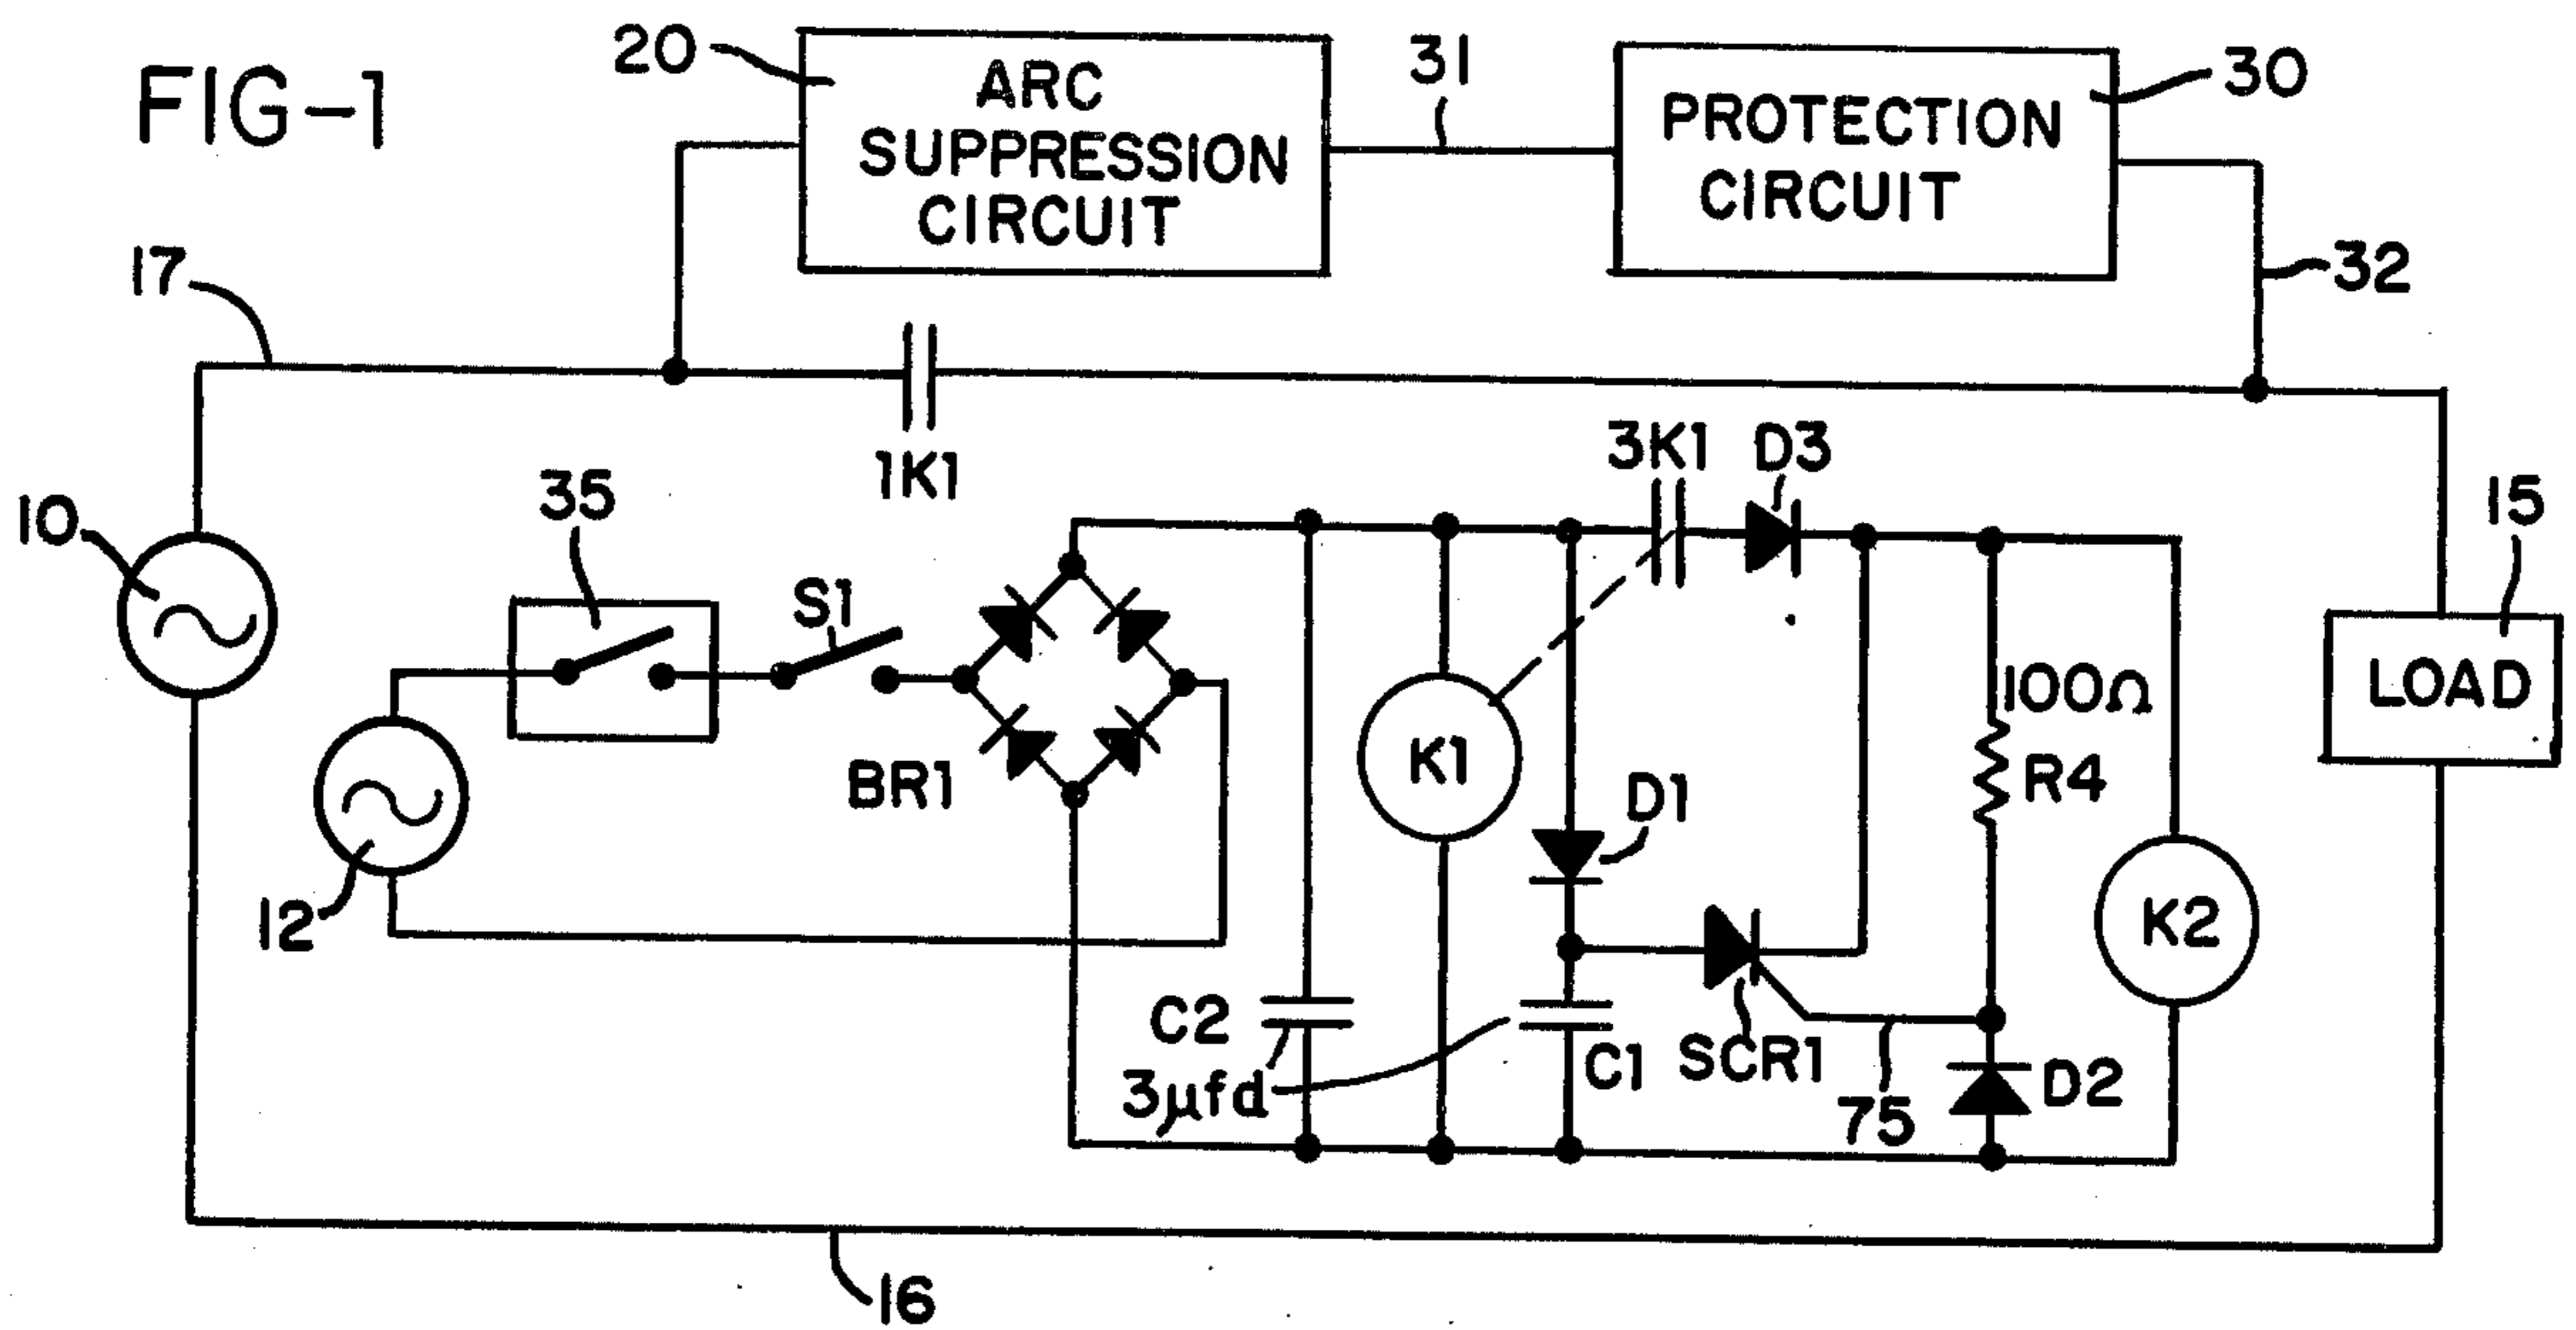 FIG-1
20
ARC
SUPPRESSION
CIRCUIT
31
PROTECTION
CIRCUIT
30
17
32
1K1
3K1
D3
10
35
S1
15
LOAD
100Ω
R4
K1
BR1
D1
12
K2
C2
3µfd
C1
SCR1
75
D2
16